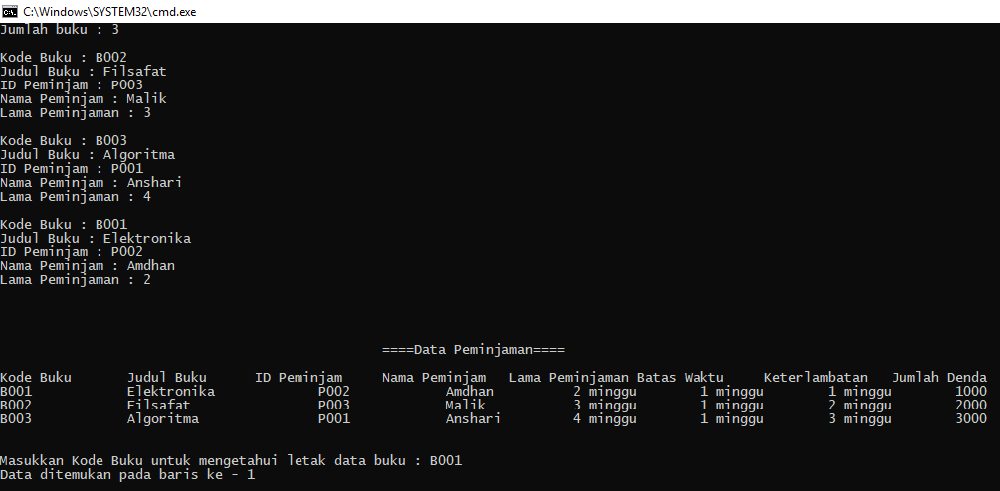 C:\Windows\SYSTEM32\cmd.exe
Jumlah buku : 3
Kode Buku : B002
Judul Buku : Filsafat
ID Peminjam : P003
Nama Peminjam : Malik
Lama Peminjaman : 3
Kode Buku : B003
Judul Buku : Algoritma
ID Peminjam : P001
Nama Peminjam : Anshari
Lama Peminjaman : 4
Kode Buku : B001
Judul Buku : Elektronika
ID Peminjam : P002
Nama Peminjam : Amdhan
Lama Peminjaman : 2
====Data Peminjaman====
Kode Buku Judul Buku ID Peminjam Nama Peminjam Lama Peminjaman Batas Waktu Keterlambatan Jumlah Denda
B001 Elektronika P002 Amdhan 2 minggu 1 minggu 1 minggu 1000
B002 Filsafat P003 Malik 3 minggu 1 minggu 2 minggu 2000
B003 Algoritma P001 Anshari 4 minggu 1 minggu 3 minggu 3000
Masukkan Kode Buku untuk mengetahui letak data buku : B001
Data ditemukan pada baris ke - 1